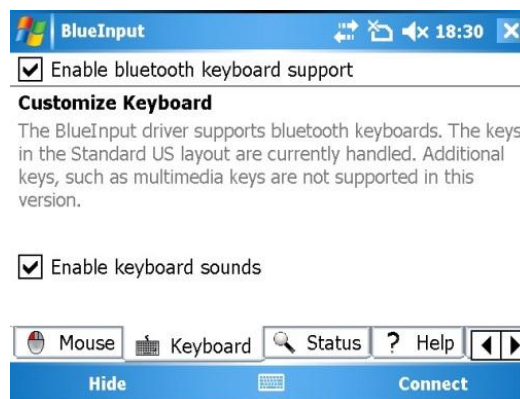 BlueInput 18:30
Enable bluetooth keyboard support
Customize Keyboard
The BlueInput driver supports bluetooth keyboards. The keys
in the Standard US layout are currently handled. Additional
keys, such as multimedia keys are not supported in this
version.
Enable keyboard sounds
Mouse Keyboard Status ? Help
Hide Connect